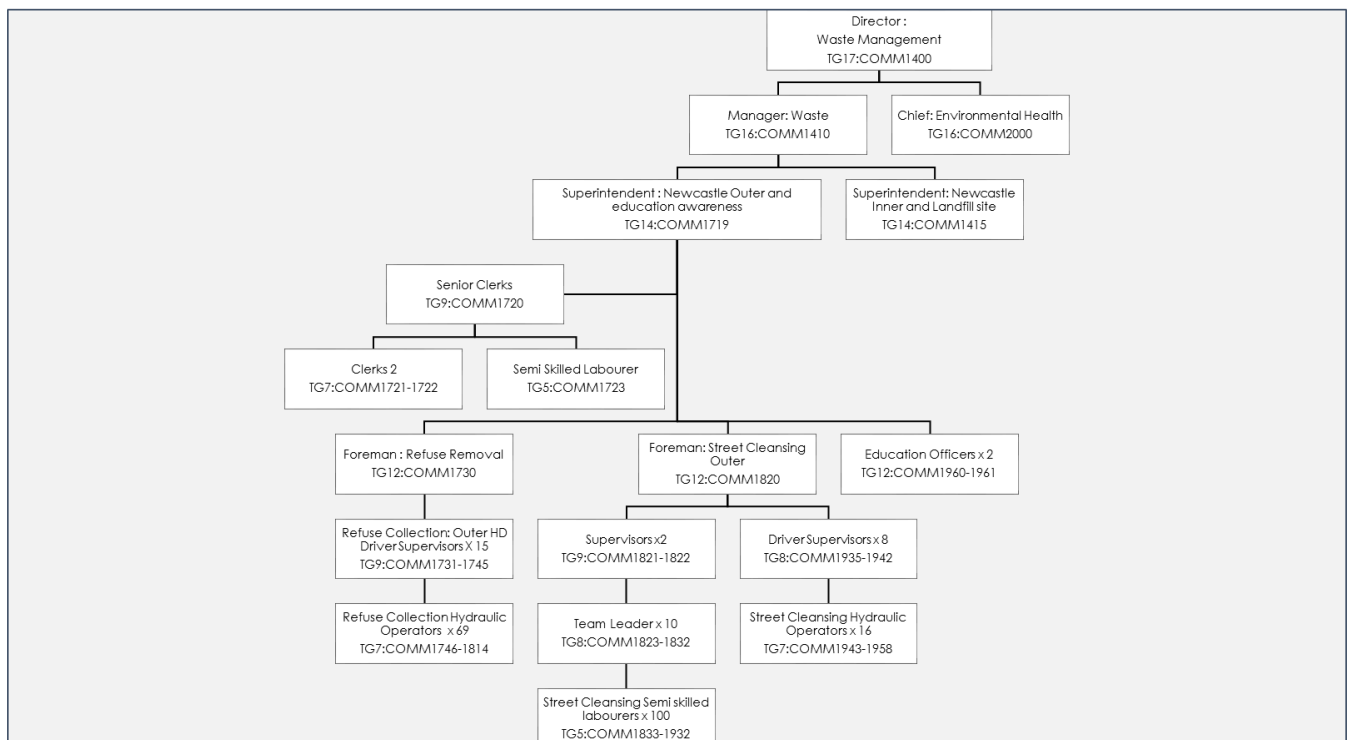 Director :
Waste Management
TG17:COMM1400
Manager: Waste
TG16:COMM1410
Chief: Environmental Health
TG16:COMM2000
Superintendent : Newcastle Outer and
education awareness
TG14:COMM1719
Superintendent: Newcastle
Inner and Landfill site
TG14:COMM1415
Senior Clerks
TG9:COMM1720
Clerks 2
TG7:COMM1721-1722
Semi Skilled Labourer
TG5:COMM1723
Foreman : Refuse Removal
TG12:COMM1730
Foreman: Street Cleansing
Outer
TG12:COMM1820
Education Officers x 2
TG12:COMM1960-1961
Refuse Collection: Outer HD
Driver Supervisors X 15
TG9:COMM1731-1745
Supervisors x2
TG9:COMM1821-1822
Driver Supervisors x 8
TG8:COMM1935-1942
Refuse Collection Hydraulic
Operators x 69
TG7:COMM1746-1814
Team Leader x 10
TG8:COMM1823-1832
Street Cleansing Hydraulic
Operators x 16
TG7:COMM1943-1958
Street Cleansing Semi skilled
labourers x 100
TG5:COMM1833-1932